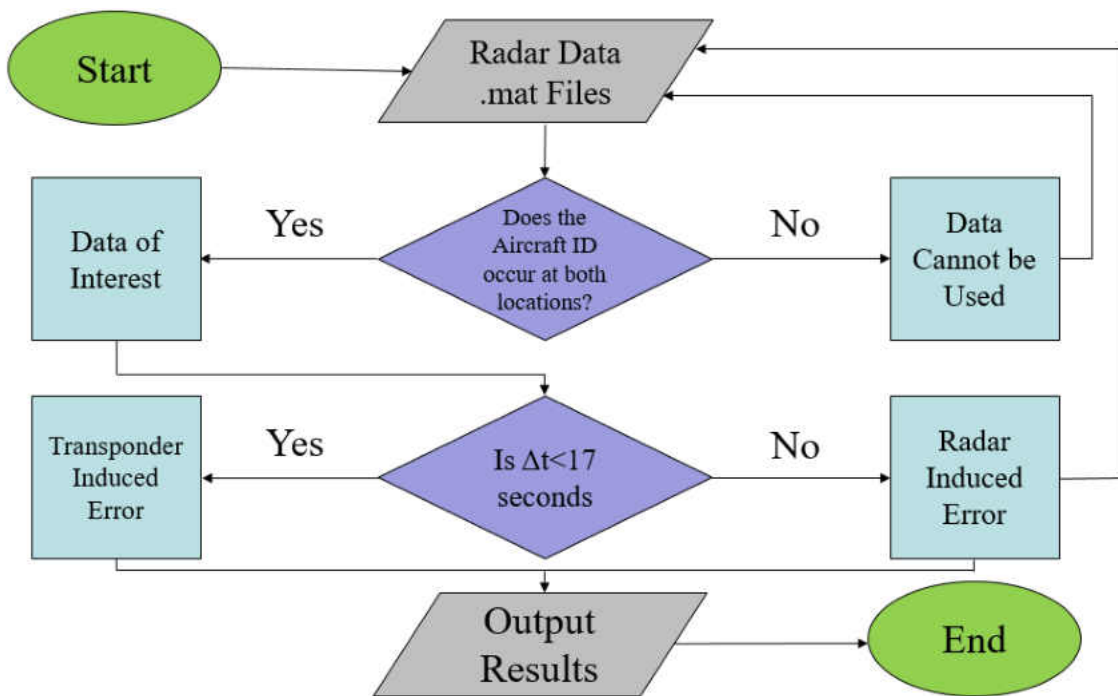 Start
Radar Data
.mat Files
Data of
Interest
Yes
Does the
Aircraft ID
occur at both
locations?
No
Data
Cannot be
Used
Transponder
Induced
Error
Yes
Is Δt<17
seconds
No
Radar
Induced
Error
Output
Results
End